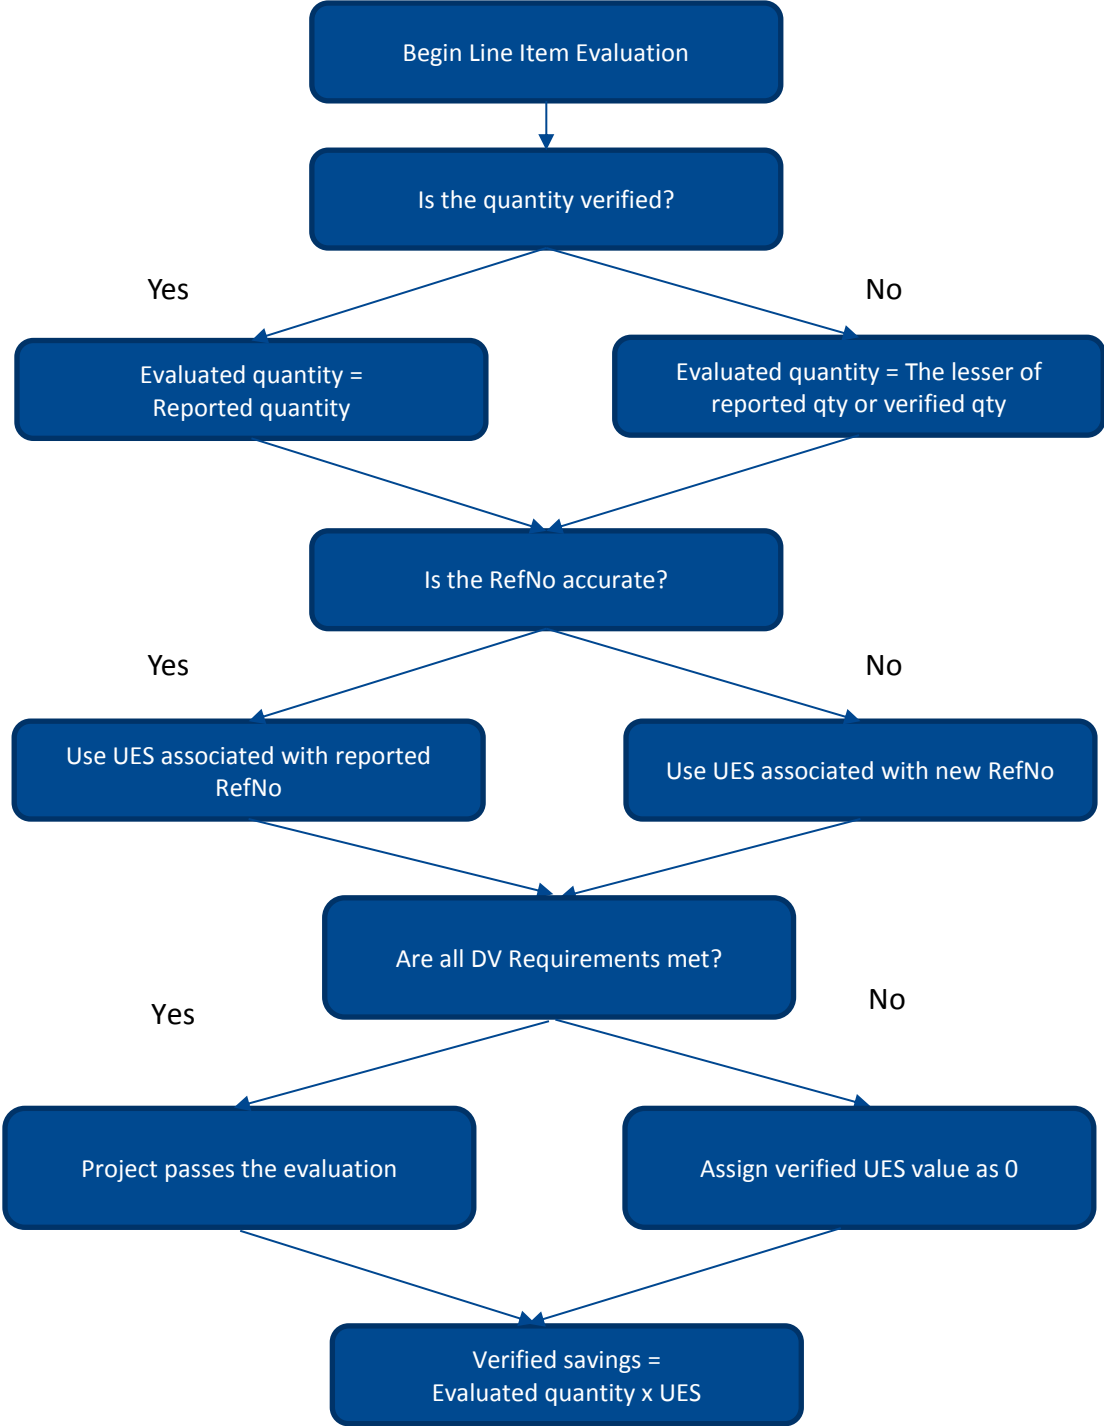 Begin Line Item Evaluation
Is the quantity verified?
Yes
No
Evaluated quantity =
Reported quantity
Evaluated quantity = The lesser of
reported qty or verified qty
Is the RefNo accurate?
Yes
No
Use UES associated with reported
RefNo
Use UES associated with new RefNo
Are all DV Requirements met?
Yes
No
Project passes the evaluation
Assign verified UES value as 0
Verified savings =
Evaluated quantity x UES